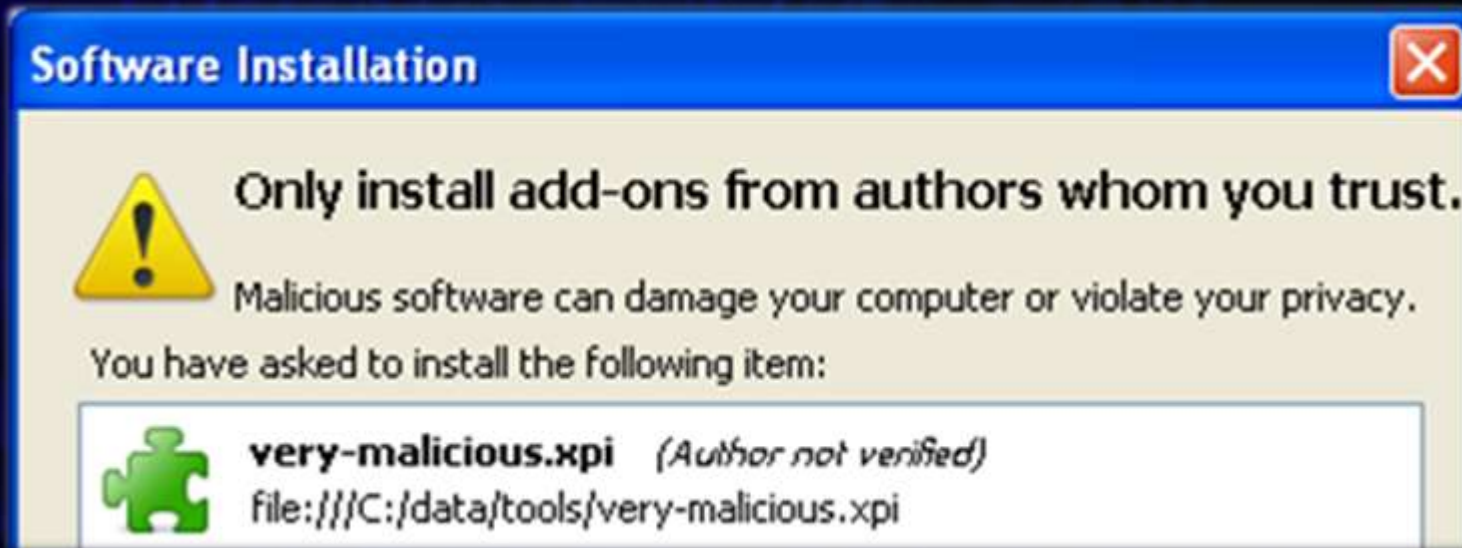 Software Installation
Only install add-ons from authors whom you trust.
Malicious software can damage your computer or violate your privacy.
You have asked to install the following item:
very-malicious.xpi (Author not verified)
file:///C:/data/tools/very-malicious.xpi